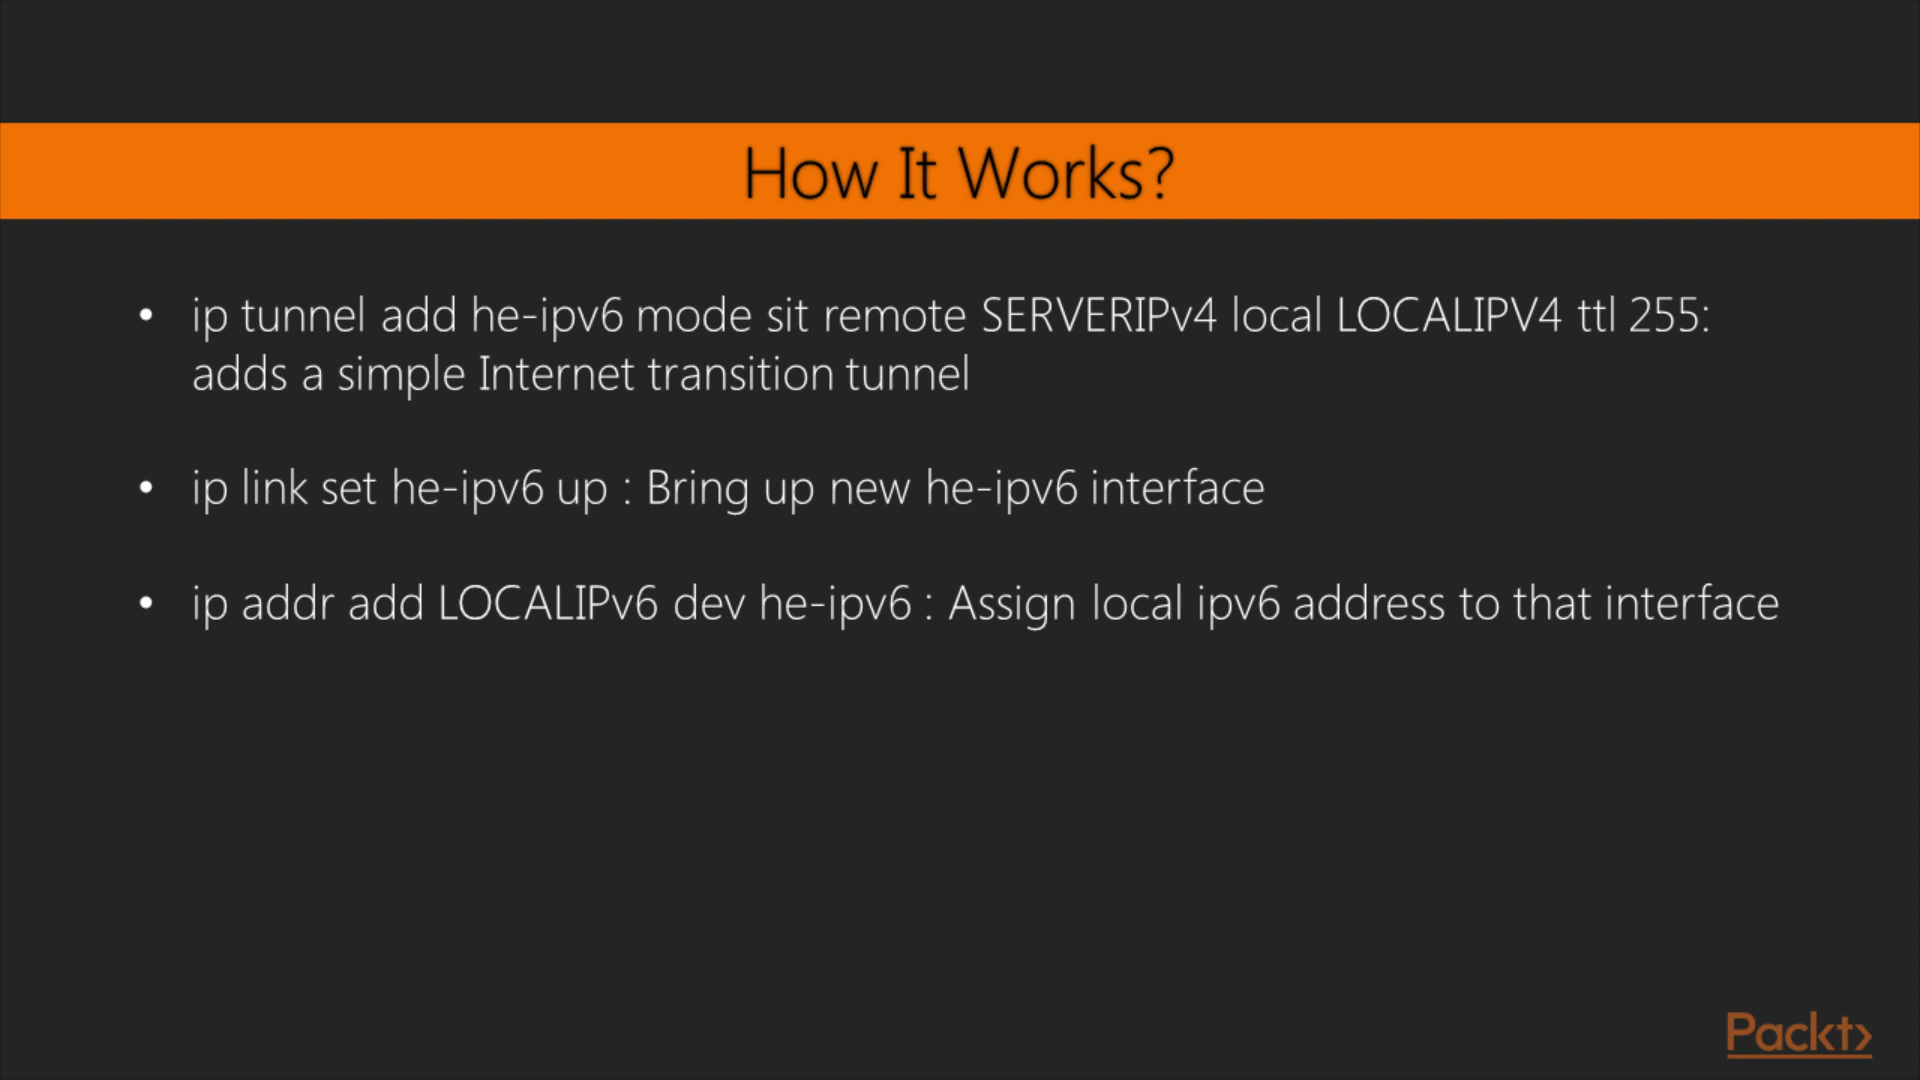 How It Works?
• ip tunnel add he-ipv6 mode sit remote SERVERIPv4 local LOCALIPV4 ttl 255:
adds a simple Internet transition tunnel
• ip link set he-ipv6 up : Bring up new he-ipv6 interface
• ip addr add LOCALIPv6 dev he-ipv6 : Assign local ipv6 address to that interface
Packt>